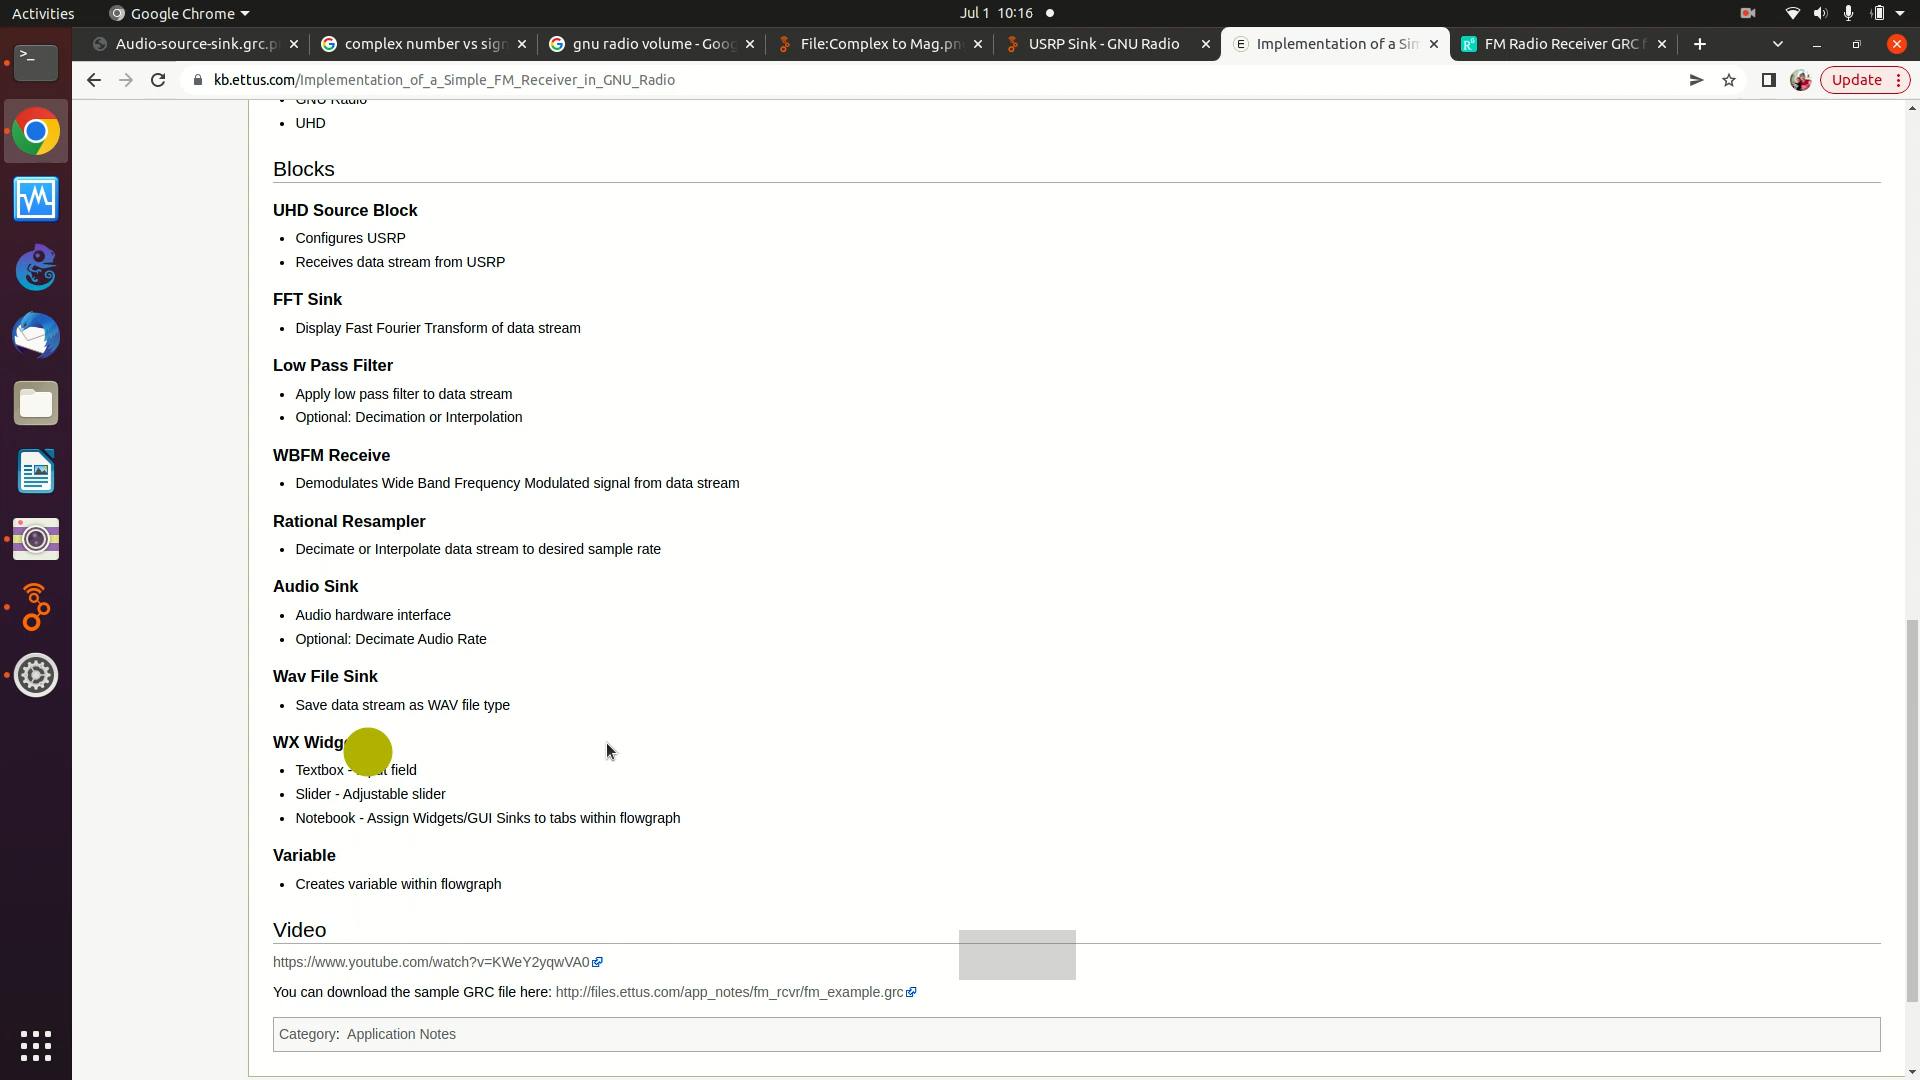 Activities
Google Chrome
Jul 1 10:16
Audio-source-sink.grc.p
complex number vs sig
gnu radio volume - Goo
File:Complex to Mag.pn
USRP Sink - GNU Radio
Implementation of a Si
FM Radio Receiver GRC f
kb.ettus.com/Implementation_of_a_Simple_FM_Receiver_in_GNU_Radio
Update
GNU Radio
UHD
Blocks
UHD Source Block
Configures USRP
Receives data stream from USRP
FFT Sink
Display Fast Fourier Transform of data stream
Low Pass Filter
Apply low pass filter to data stream
Optional: Decimation or Interpolation
WBFM Receive
Demodulates Wide Band Frequency Modulated signal from data stream
Rational Resampler
Decimate or Interpolate data stream to desired sample rate
Audio Sink
Audio hardware interface
Optional: Decimate Audio Rate
Wav File Sink
Save data stream as WAV file type
WX Widg
Textbox - field
Slider - Adjustable slider
Notebook - Assign Widgets/GUI Sinks to tabs within flowgraph
Variable
Creates variable within flowgraph
Video
https://www.youtube.com/watch?v=KWeY2yqwVA0
You can download the sample GRC file here: http://files.ettus.com/app_notes/fm_rcvr/fm_example.grc
Category: Application Notes